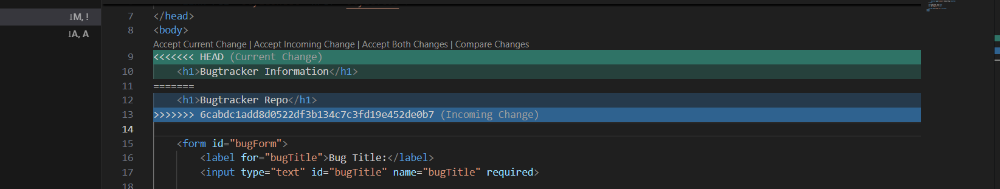 ↓M, !
↓A, A
7 </head>
8 <body>
Accept Current Change | Accept Incoming Change | Accept Both Changes | Compare Changes
9 <<<<<<< HEAD (Current Change)
10 <h1>Bugtracker Information</h1>
11 =======
12 <h1>Bugtracker Repo</h1>
13 >>>>>>> 6cabdc1add8d0522df3b134c7c3fd19e452de0b7 (Incoming Change)
14
15 <form id="bugForm">
16 <label for="bugTitle">Bug Title:</label>
17 <input type="text" id="bugTitle" name="bugTitle" required>
18